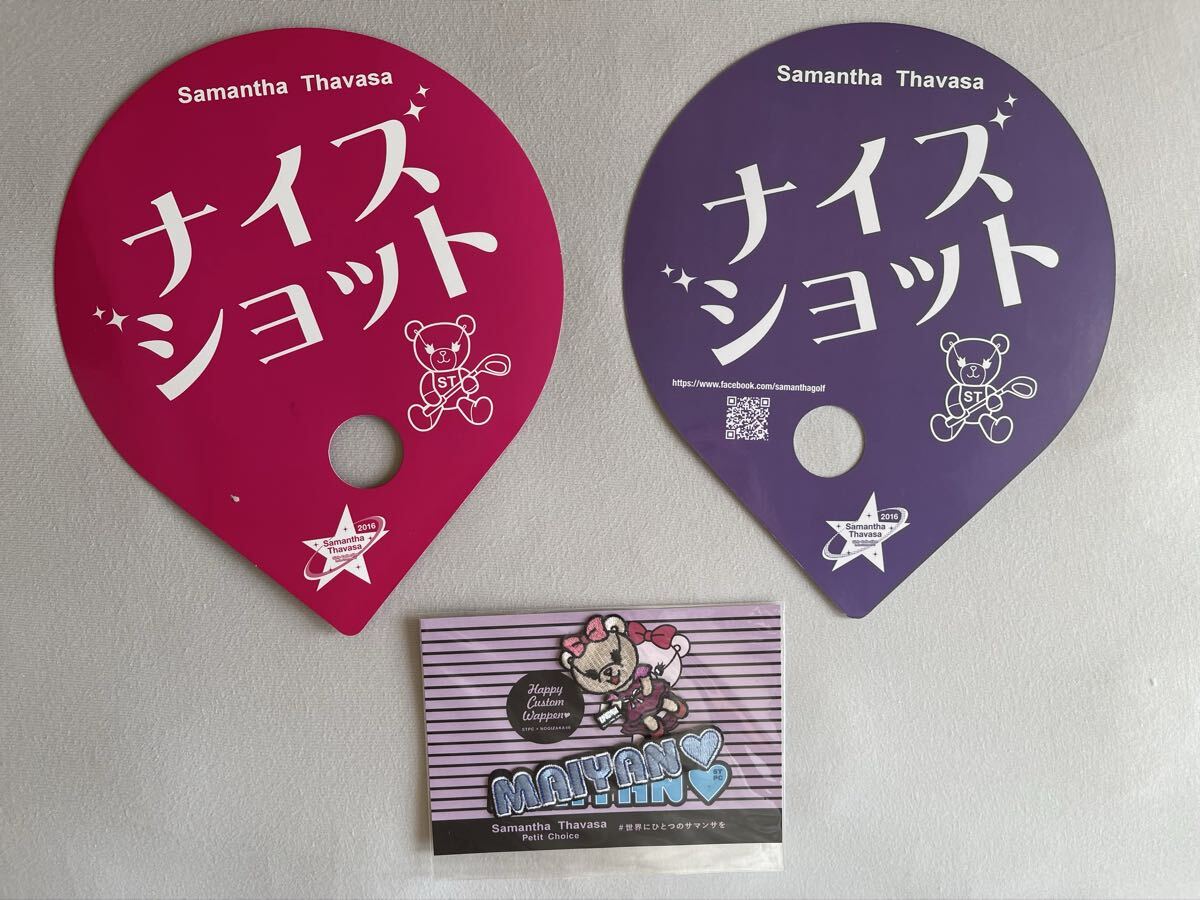 Samantha Thavasa
ナイス
ショット
ST
2016
Samantha
Thavasa
Samantha Thavasa
ナイス
ショット
https://www.facebook.com/samanthagolf
ST
2016
Samantha
Thavasa
Happy
Custom
Wappen♥
STPC × NOGIZAKA46
MAIYAN
ST
PC
Samantha Thavasa
Petit Choice
#世界にひとつのサマンサを